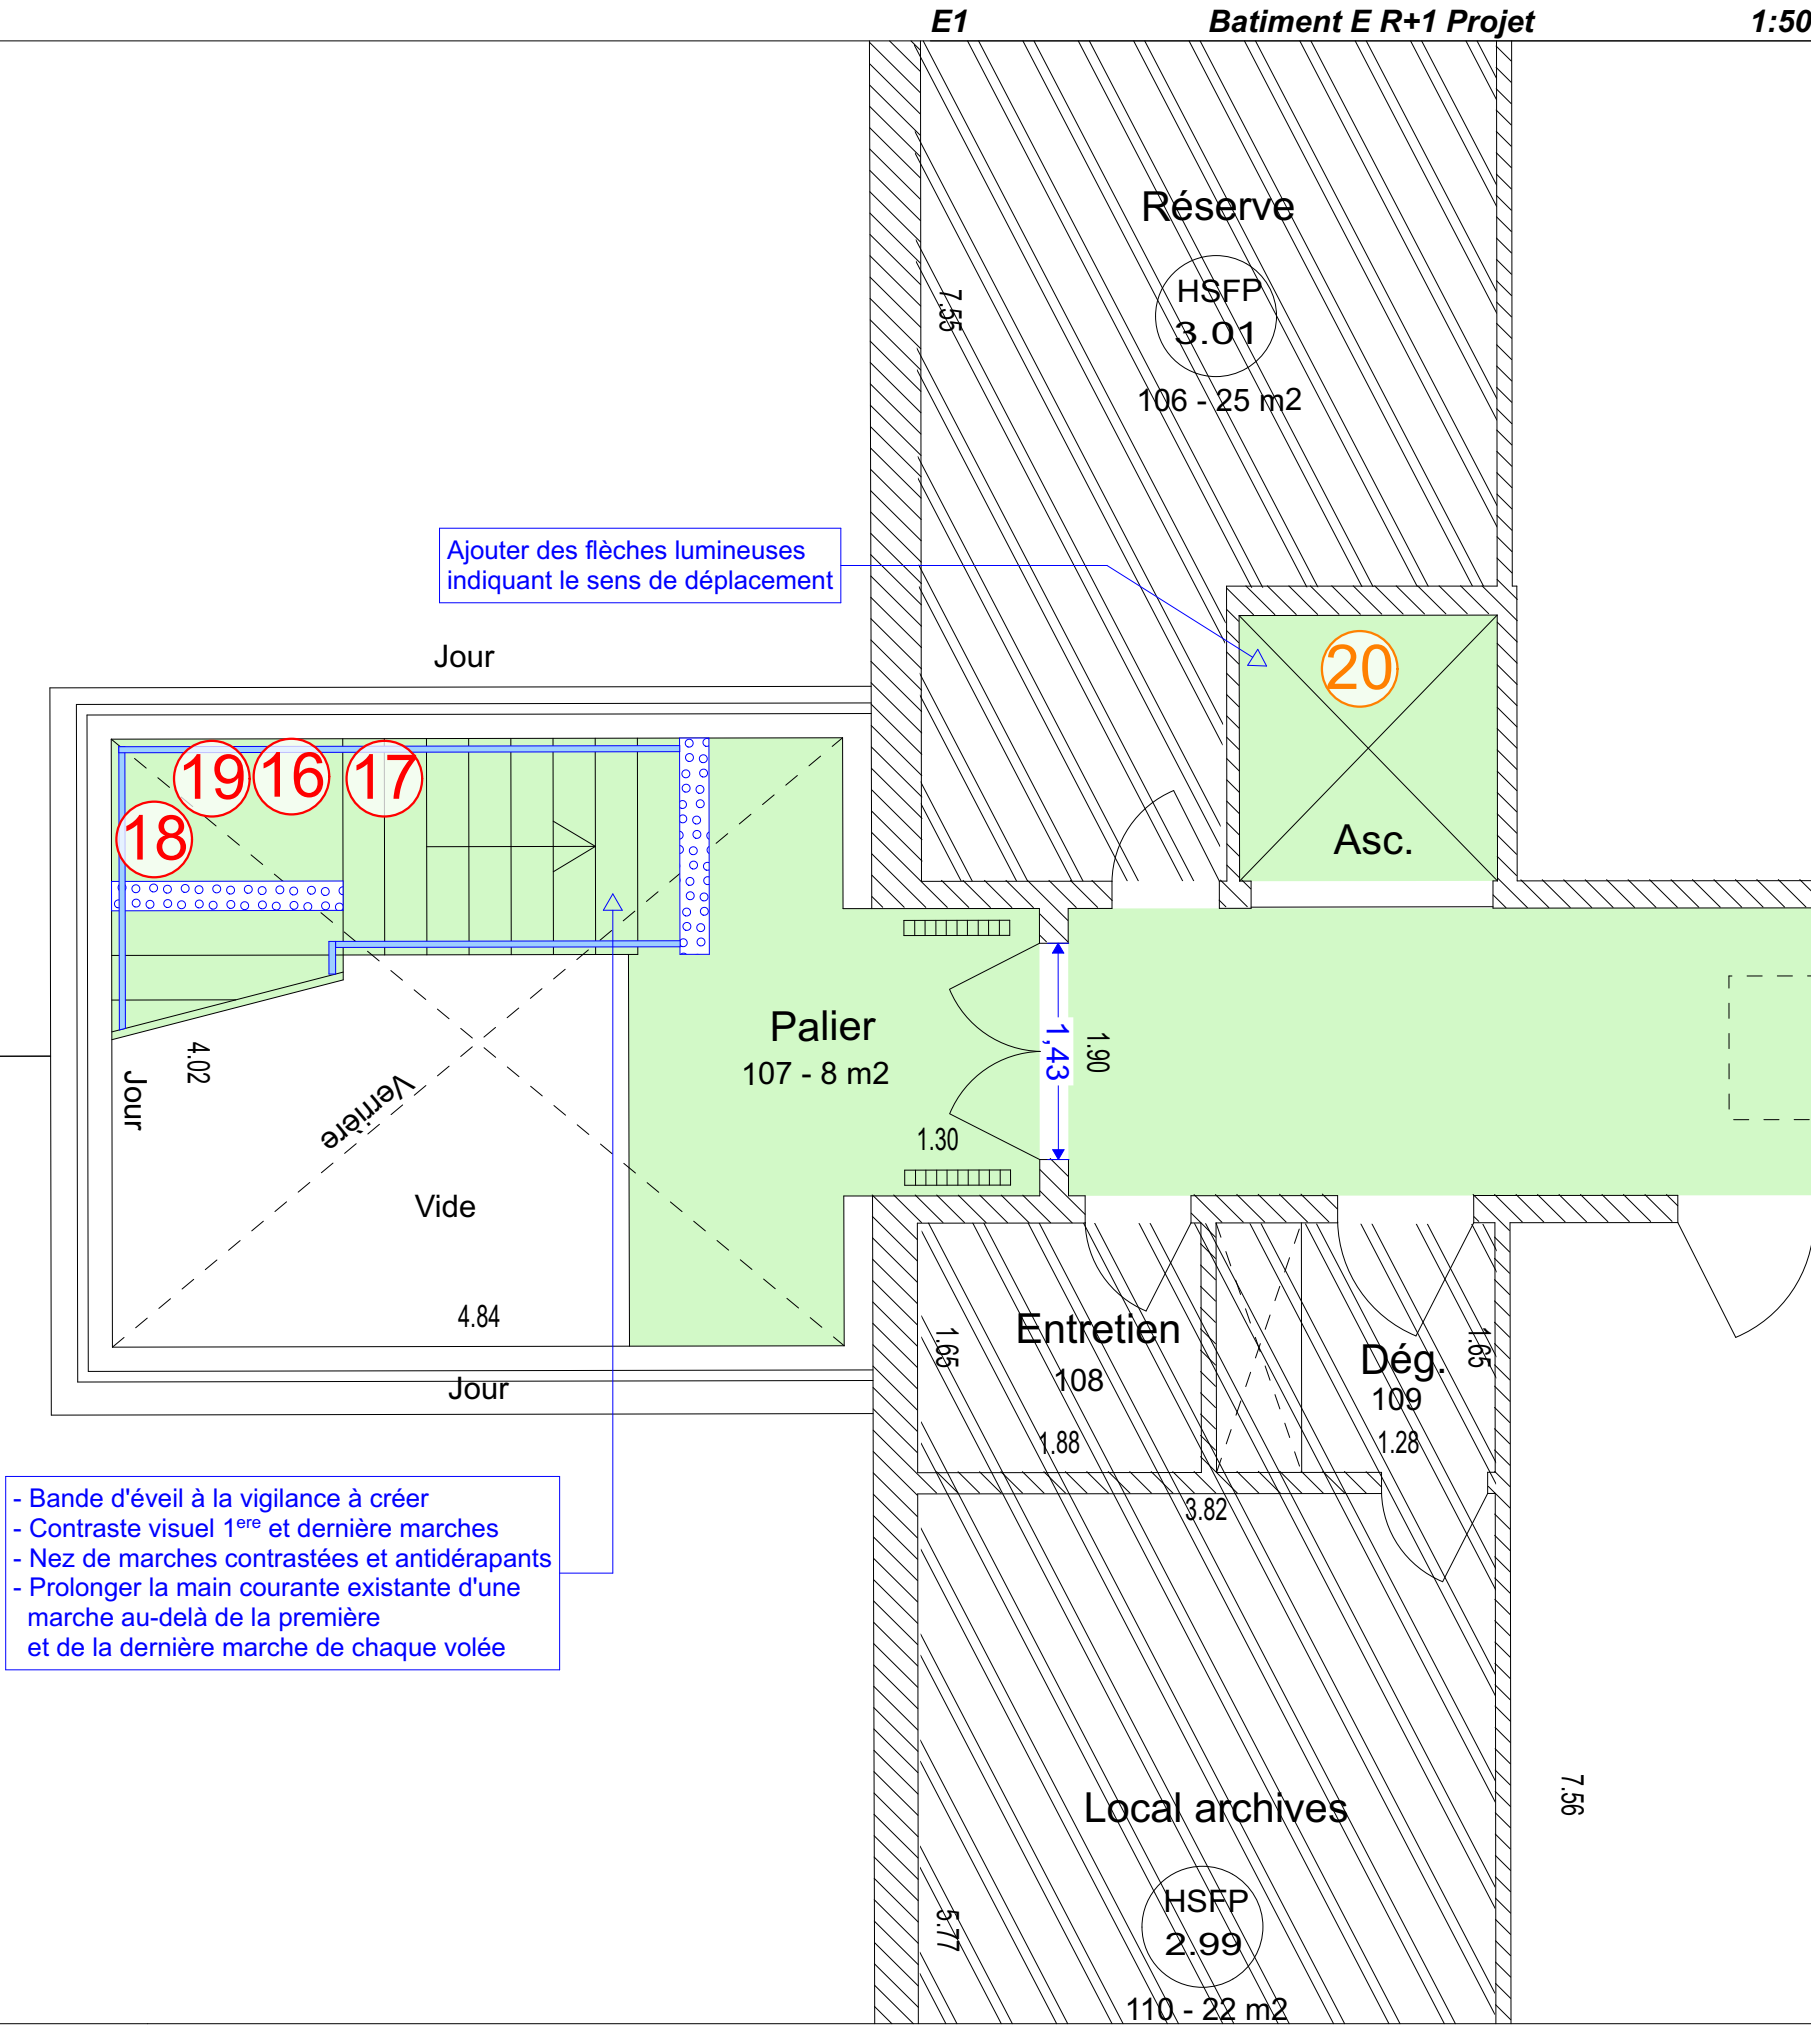 E1 Batiment E R+1 Projet 1:50
Réserve
HSFP
3.01
106 - 25 m2
7.55
Ajouter des flèches lumineuses
indiquant le sens de déplacement
Jour
20
Asc.
19 16 17
18
Palier
107 - 8 m2
1,43
1.90
1.30
4.02
Jour
Verrière
Vide
4.84
Jour
Entretien
108
1.65
1.88
Dég.
109
1.65
1.28
3.82
- Bande d'éveil à la vigilance à créer
- Contraste visuel 1ere et dernière marches
- Nez de marches contrastées et antidérapants
- Prolonger la main courante existante d'une
marche au-delà de la première
et de la dernière marche de chaque volée
Local archives
HSFP
2.99
110 - 22 m2
5.77
7.56